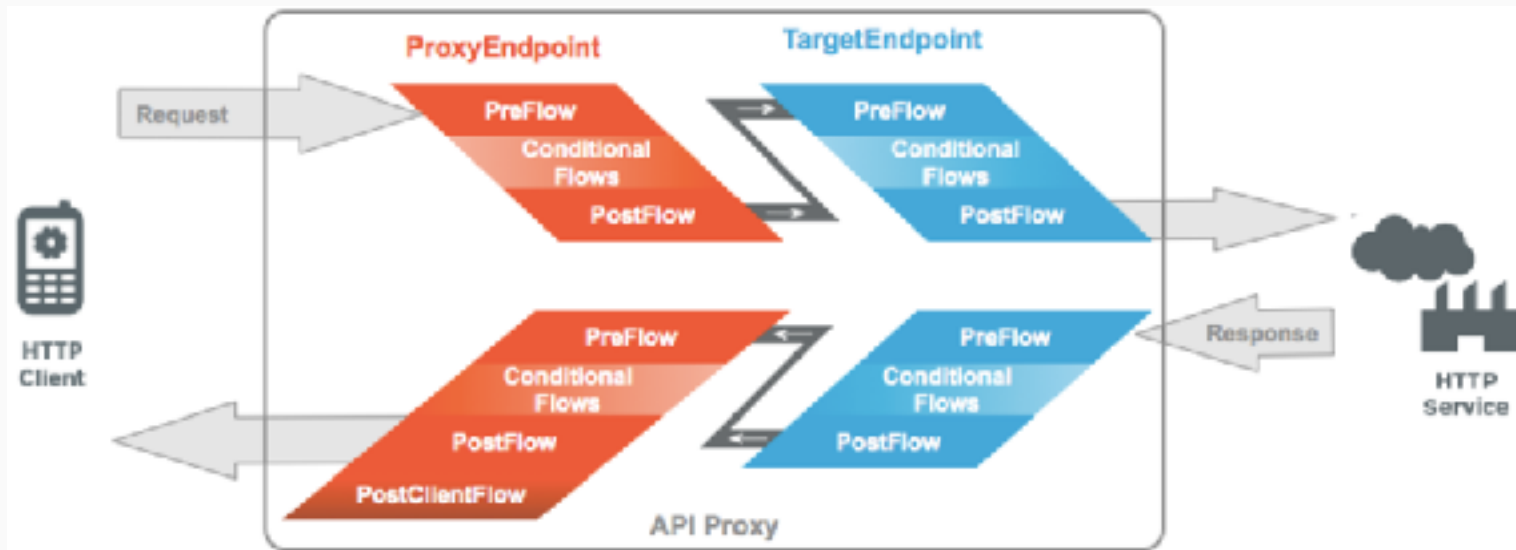 ProxyEndpoint
TargetEndpoint
Request
PreFlow
Conditional
Flows
PostFlow
PreFlow
Conditional
Flows
PostFlow
HTTP
Client
PreFlow
Conditional
Flows
PostFlow
PostClientFlow
PreFlow
Conditional
Flows
PostFlow
Response
HTTP
Service
API Proxy